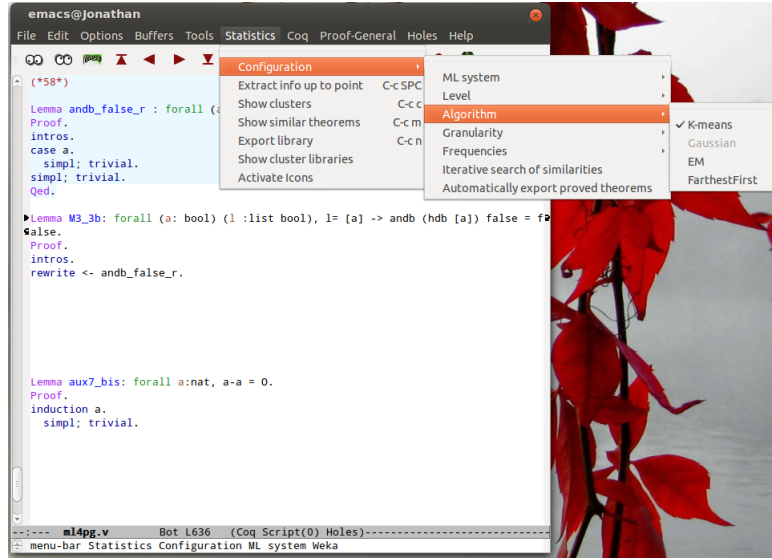 emacs@Jonathan
File Edit Options Buffers Tools Statistics Coq Proof-General Holes Help
Configuration
Extract info up to point C-c SPC
Show clusters C-c c
Show similar theorems C-c m
Export library C-c n
Show cluster libraries
Activate Icons
ML system
Level
Algorithm
Granularity
Frequencies
Iterative search of similarities
Automatically export proved theorems
K-means
Gaussian
EM
FarthestFirst
(*58*)
Lemma andb_false_r : forall (a
Proof.
intros.
case a.
simpl; trivial.
simpl; trivial.
Qed.
Lemma M3_3b: forall (a: bool) (l :list bool), l= [a] -> andb (hdb [a]) false = f
alse.
Proof.
intros.
rewrite <- andb_false_r.
Lemma aux7_bis: forall a:nat, a-a = 0.
Proof.
induction a.
simpl; trivial.
-:--- ml4pg.v Bot L636 (Coq Script(0) Holes)--------------------------
menu-bar Statistics Configuration ML system Weka